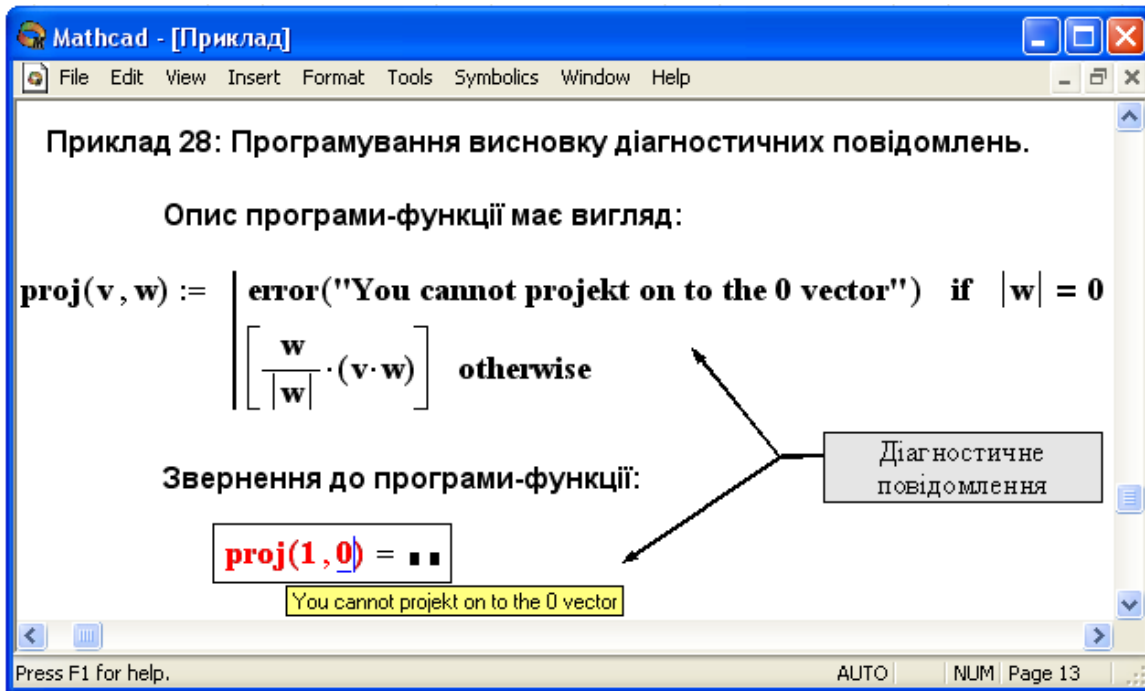 Mathcad - [Приклад]
File Edit View Insert Format Tools Symbolics Window Help
Приклад 28: Програмування висновку діагностичних повідомлень.
Опис програми-функції має вигляд:
proj(v, w) := error("You cannot projekt on to the 0 vector") if |w| = 0
[w/|w| · (v · w)] otherwise
Діагностичне
повідомлення
Звернення до програми-функції:
proj(1, 0) = ▪ ▪
You cannot projekt on to the 0 vector
Press F1 for help. AUTO NUM Page 13